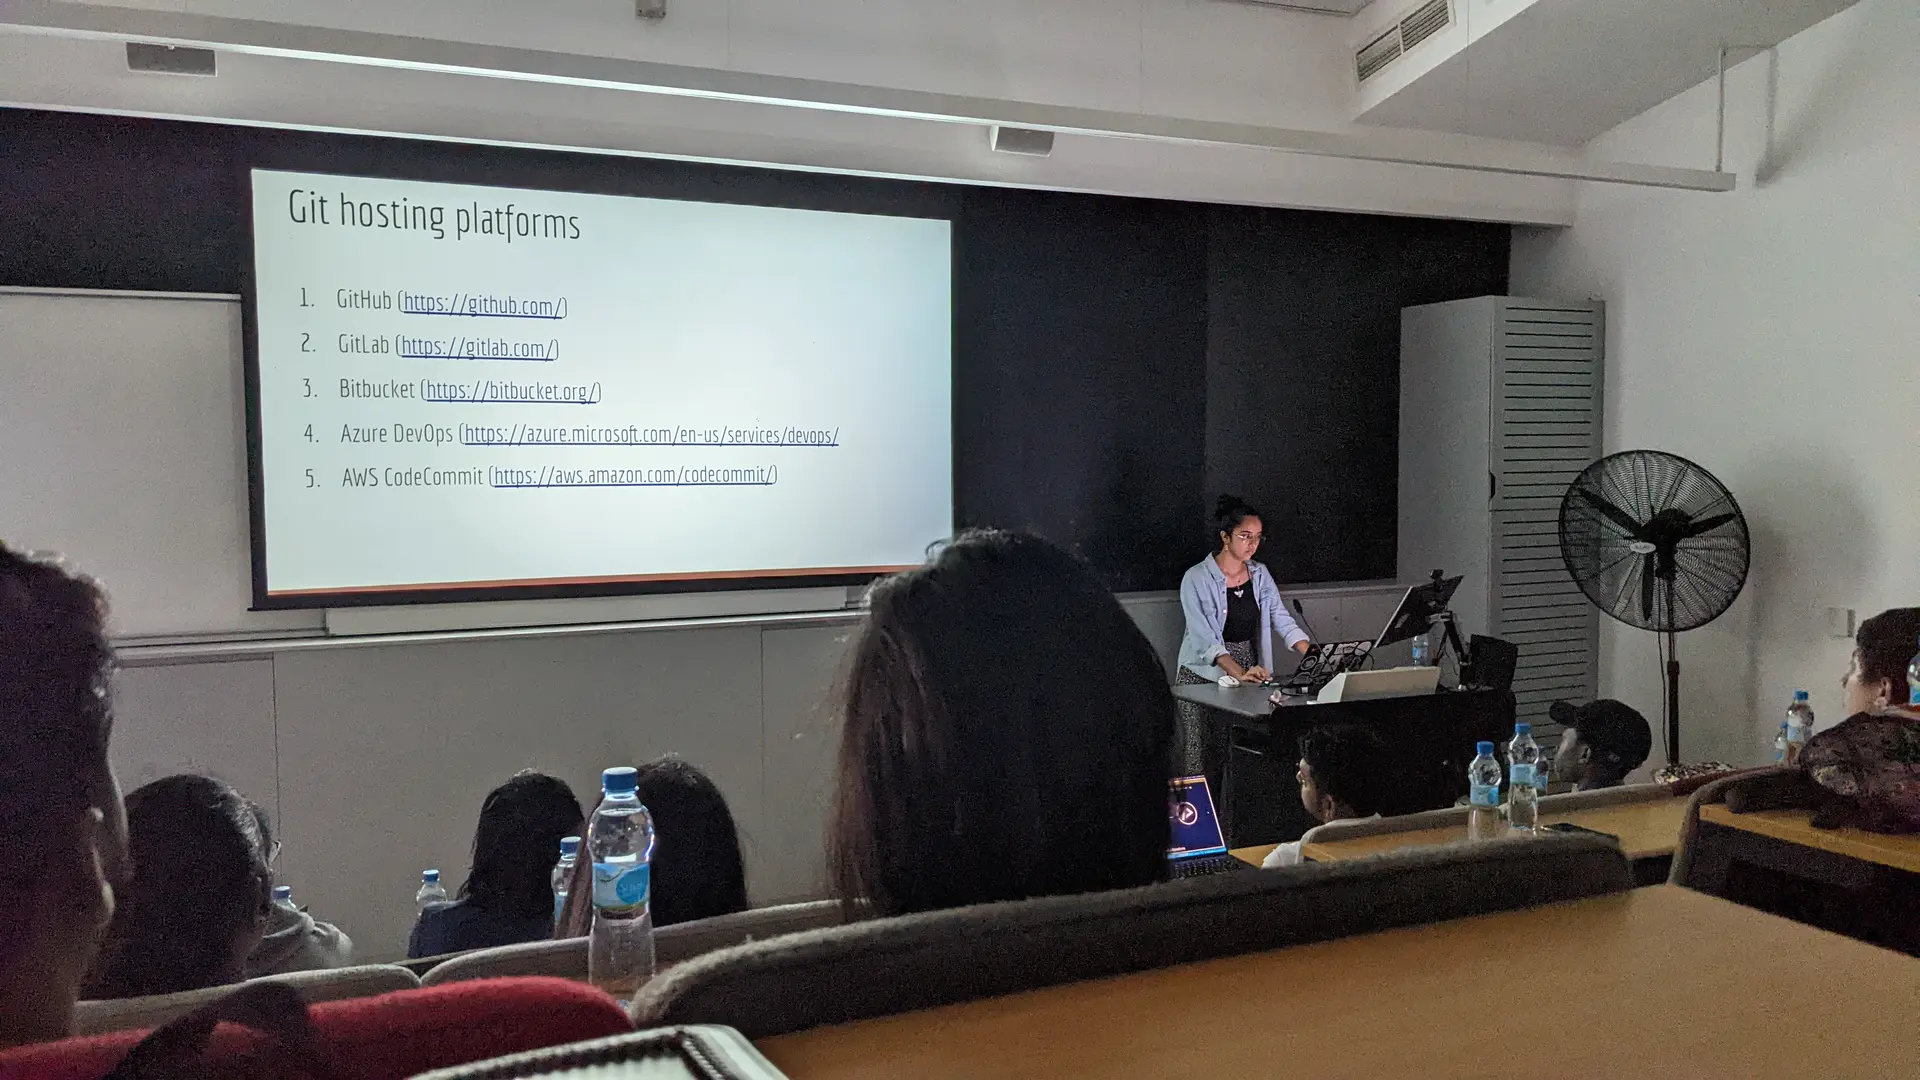 Git hosting platforms
1. GitHub (https://github.com/)
2. GitLab (https://gitlab.com/)
3. Bitbucket (https://bitbucket.org/)
4. Azure DevOps (https://azure.microsoft.com/en-us/services/devops/
5. AWS CodeCommit (https://aws.amazon.com/codecommit/)